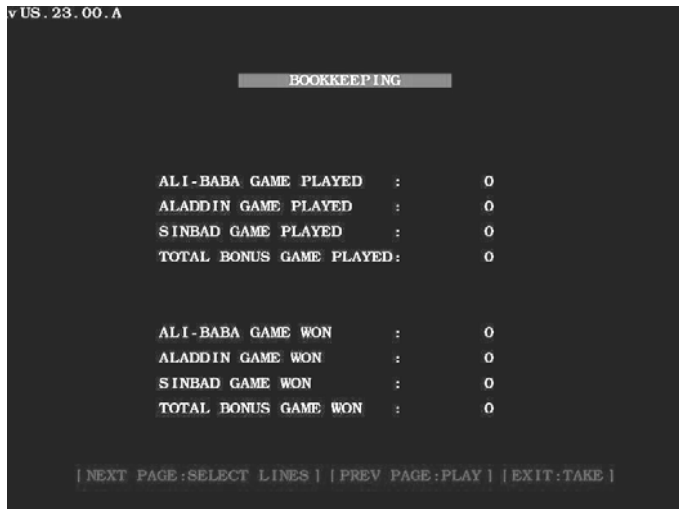 vUS.23.00.A
BOOKKEEPING
ALI-BABA GAME PLAYED : 0
ALADDIN GAME PLAYED : 0
SINBAD GAME PLAYED : 0
TOTAL BONUS GAME PLAYED: 0
ALI-BABA GAME WON : 0
ALADDIN GAME WON : 0
SINBAD GAME WON : 0
TOTAL BONUS GAME WON : 0
[NEXT PAGE:SELECT LINES] [PREV PAGE:PLAY] [EXIT:TAKE]